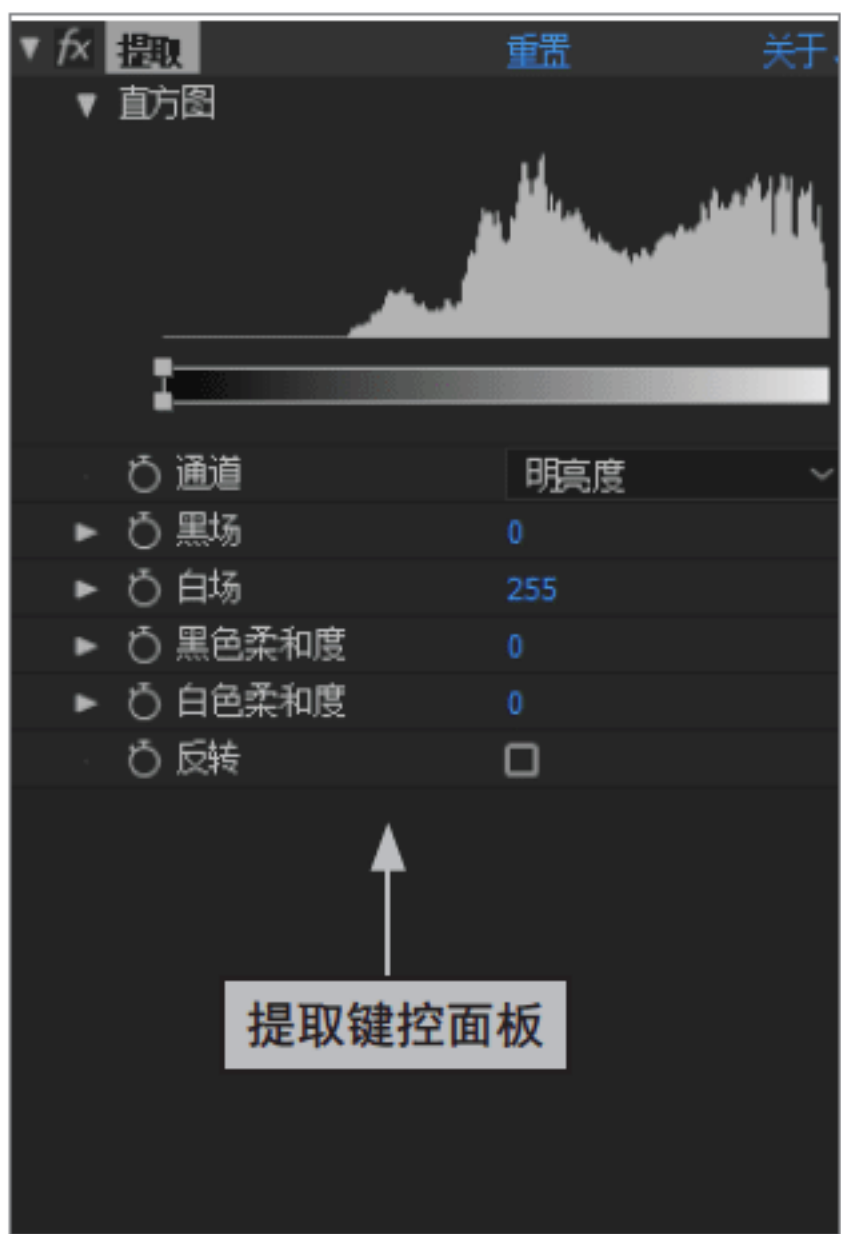 fx 提取 重置 关于
直方图
通道 明亮度
黑场 0
白场 255
黑色柔和度 0
白色柔和度 0
反转
提取键控面板